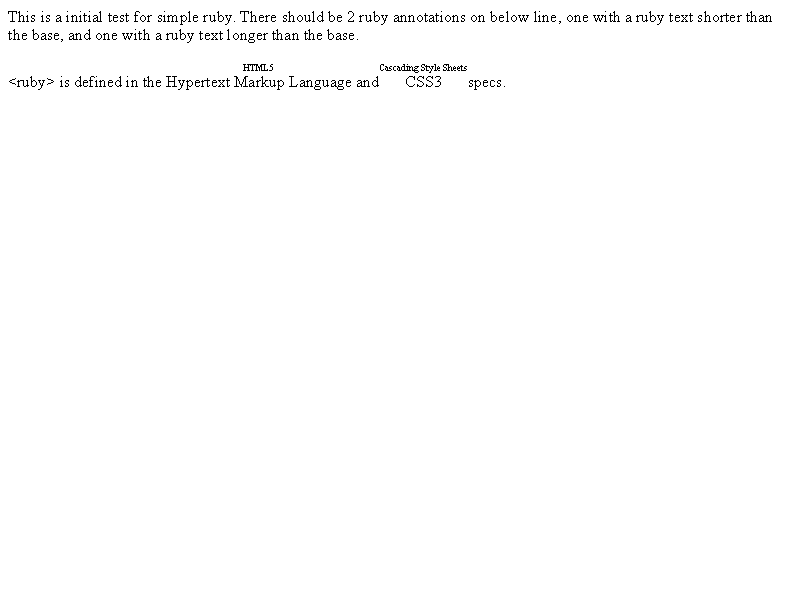 This is a initial test for simple ruby. There should be 2 ruby annotations on below line, one with a ruby text shorter than
the base, and one with a ruby text longer than the base.
HTML5 Cascading Style Sheets
<ruby> is defined in the Hypertext Markup Language and CSS3 specs.